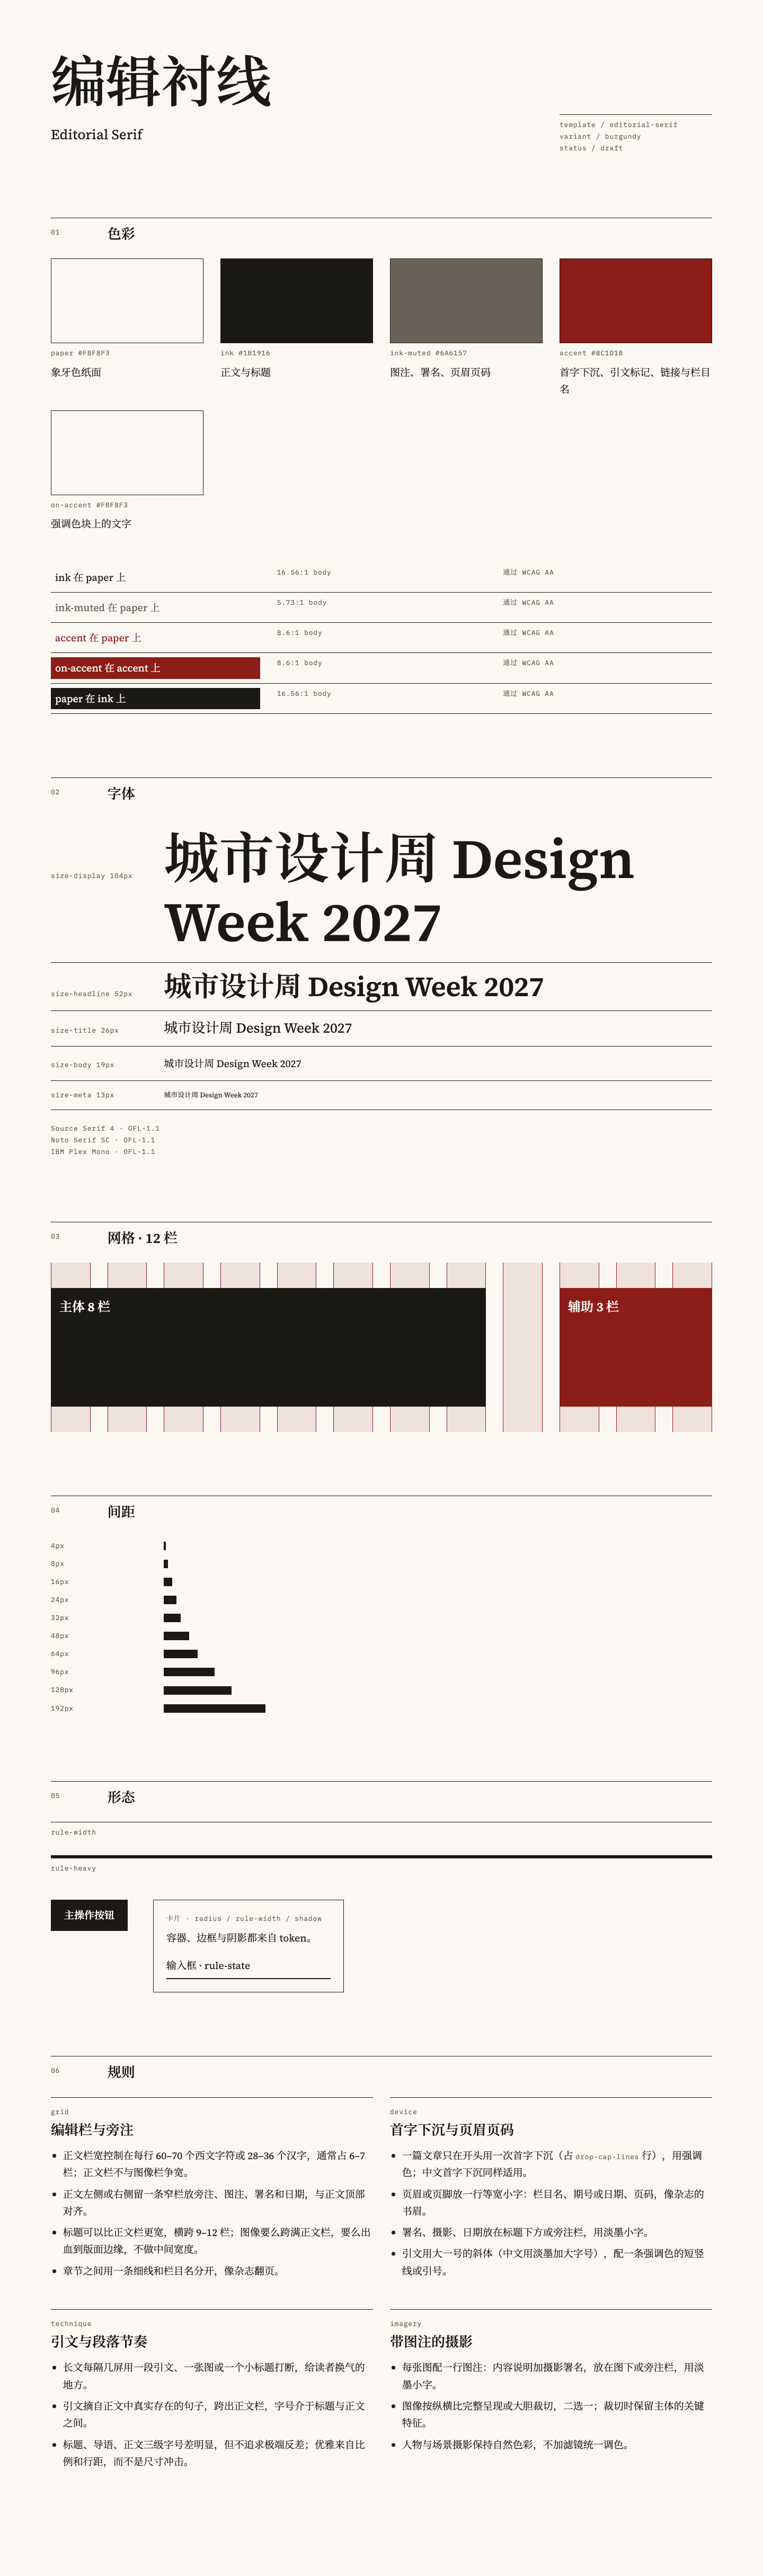 编辑衬线
Editorial Serif
template / editorial-serif
variant / burgundy
status / draft
01
色彩
paper #FBF8F3
象牙色纸面
ink #1B1916
正文与标题
ink-muted #6A6157
图注、署名、页眉页码
accent #8C1D18
首字下沉、引文标记、链接与栏目
名
on-accent #FBF8F3
强调色块上的文字
ink 在 paper 上
16.56:1 body
通过 WCAG AA
ink-muted 在 paper 上
5.73:1 body
通过 WCAG AA
accent 在 paper 上
8.6:1 body
通过 WCAG AA
on-accent 在 accent 上
8.6:1 body
通过 WCAG AA
paper 在 ink 上
16.56:1 body
通过 WCAG AA
02
字体
size-display 104px
城市设计周 Design
Week 2027
size-headline 52px
城市设计周 Design Week 2027
size-title 26px
城市设计周 Design Week 2027
size-body 19px
城市设计周 Design Week 2027
size-meta 13px
城市设计周 Design Week 2027
Source Serif 4 · OFL-1.1
Noto Serif SC · OFL-1.1
IBM Plex Mono · OFL-1.1
03
网格 · 12 栏
主体 8 栏
辅助 3 栏
04
间距
4px
8px
16px
24px
32px
48px
64px
96px
128px
192px
05
形态
rule-width
rule-heavy
主操作按钮
卡片 · radius / rule-width / shadow
容器、边框与阴影都来自 token。
输入框 · rule-state
06
规则
grid
编辑栏与旁注
正文栏宽控制在每行 60–70 个西文字符或 28–36 个汉字，通常占 6–7
栏；正文栏不与图像栏争宽。
正文左侧或右侧留一条窄栏放旁注、图注、署名和日期，与正文顶部
对齐。
标题可以比正文栏更宽，横跨 9–12 栏；图像要么跨满正文栏，要么出
血到版面边缘，不做中间宽度。
章节之间用一条细线和栏目名分开，像杂志翻页。
device
首字下沉与页眉页码
一篇文章只在开头用一次首字下沉（占 drop-cap-lines 行），用强调
色；中文首字下沉同样适用。
页眉或页脚放一行等宽小字：栏目名、期号或日期、页码，像杂志的
书眉。
署名、摄影、日期放在标题下方或旁注栏，用淡墨小字。
引文用大一号的斜体（中文用淡墨加大字号），配一条强调色的短竖
线或引号。
technique
引文与段落节奏
长文每隔几屏用一段引文、一张图或一个小标题打断，给读者换气的
地方。
引文摘自正文中真实存在的句子，跨出正文栏，字号介于标题与正文
之间。
标题、导语、正文三级字号差明显，但不追求极端反差；优雅来自比
例和行距，而不是尺寸冲击。
imagery
带图注的摄影
每张图配一行图注：内容说明加摄影署名，放在图下或旁注栏，用淡
墨小字。
图像按纵横比完整呈现或大胆裁切，二选一；裁切时保留主体的关键
特征。
人物与场景摄影保持自然色彩，不加滤镜统一调色。